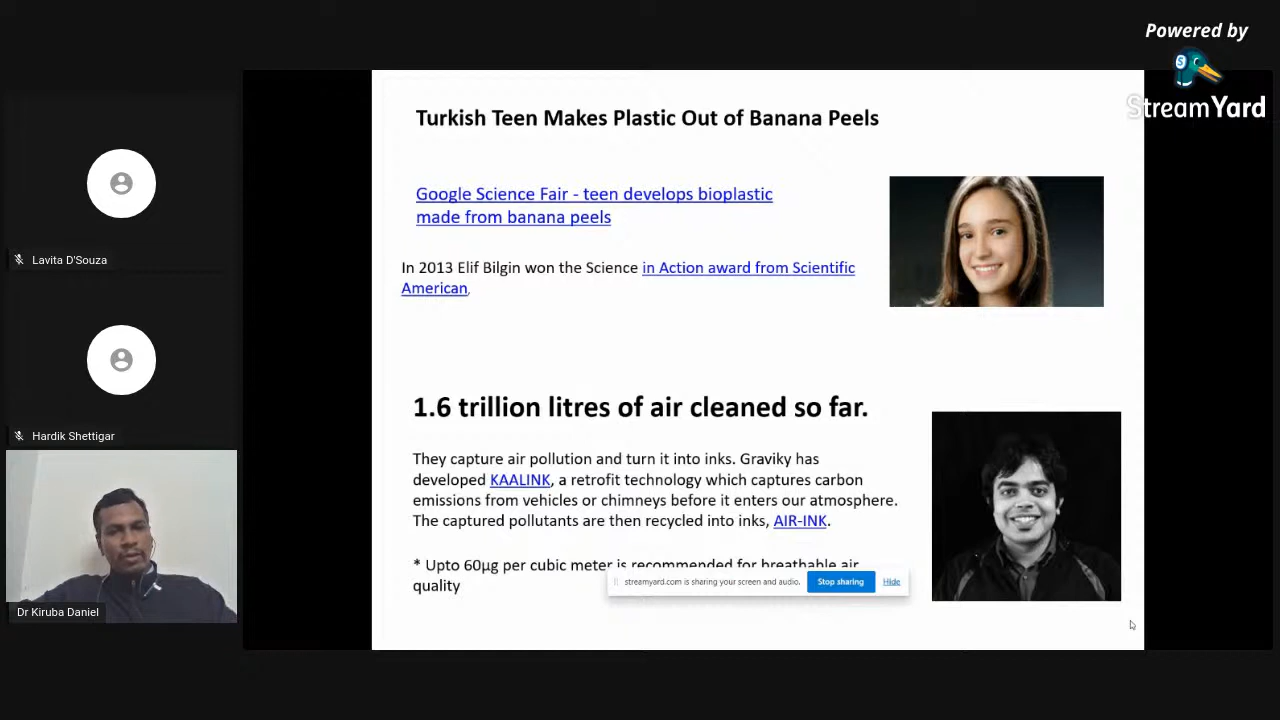 Powered by
StreamYard
Turkish Teen Makes Plastic Out of Banana Peels
Google Science Fair - teen develops bioplastic
made from banana peels
In 2013 Elif Bilgin won the Science in Action award from Scientific
American,
1.6 trillion litres of air cleaned so far.
They capture air pollution and turn it into inks. Graviky has
developed KAALINK, a retrofit technology which captures carbon
emissions from vehicles or chimneys before it enters our atmosphere.
The captured pollutants are then recycled into inks, AIR-INK.
* Upto 60µg per cubic meter is recommended for breathable air
quality
streamyard.com is sharing your screen and audio.
Stop sharing
Hide
Lavita D'Souza
Hardik Shettigar
Dr Kiruba Daniel